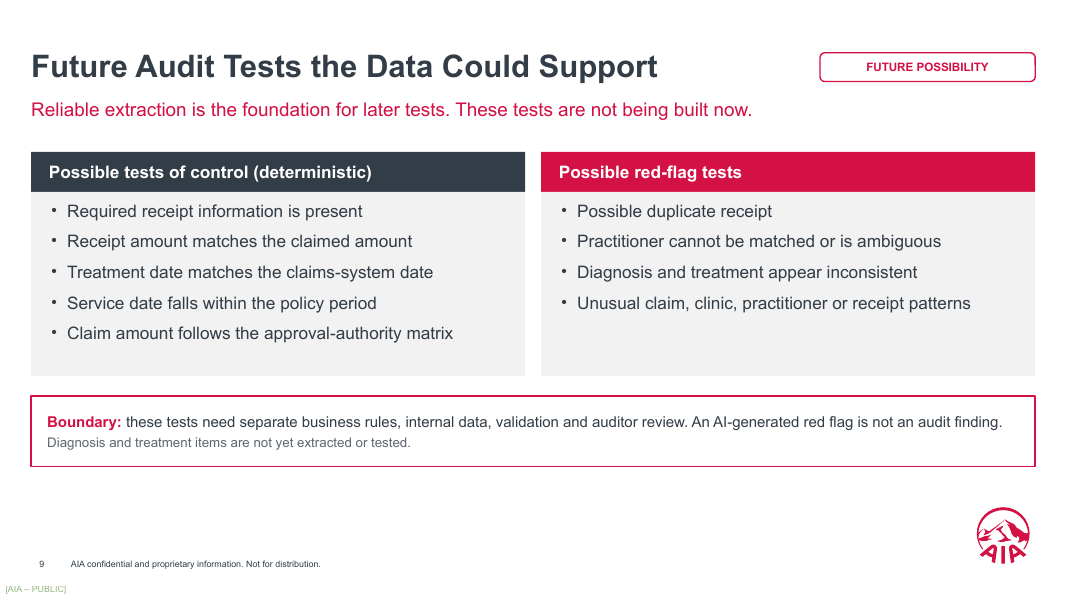 Future Audit Tests the Data Could Support
FUTURE POSSIBILITY
Reliable extraction is the foundation for later tests. These tests are not being built now.
Possible tests of control (deterministic)
• Required receipt information is present
• Receipt amount matches the claimed amount
• Treatment date matches the claims-system date
• Service date falls within the policy period
• Claim amount follows the approval-authority matrix
Possible red-flag tests
• Possible duplicate receipt
• Practitioner cannot be matched or is ambiguous
• Diagnosis and treatment appear inconsistent
• Unusual claim, clinic, practitioner or receipt patterns
Boundary: these tests need separate business rules, internal data, validation and auditor review. An AI-generated red flag is not an audit finding.
Diagnosis and treatment items are not yet extracted or tested.
AIA
9 AIA confidential and proprietary information. Not for distribution.
[AIA – PUBLIC]